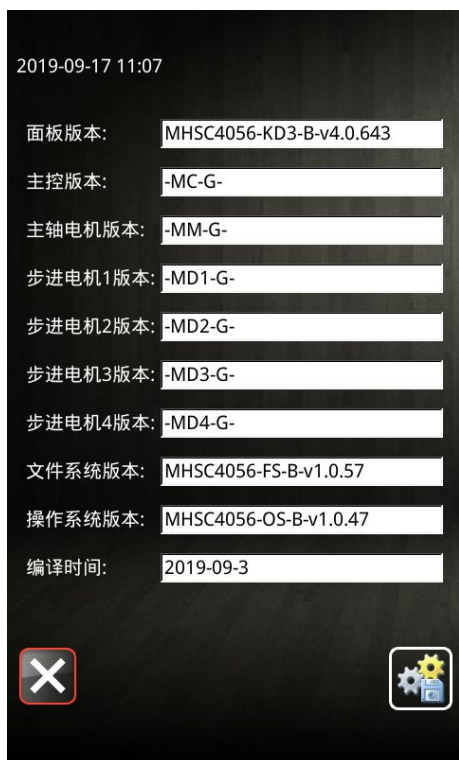 2019-09-17 11:07
面板版本: MHSC4056-KD3-B-v4.0.643
主控版本: -MC-G-
主轴电机版本: -MM-G-
步进电机1版本: -MD1-G-
步进电机2版本: -MD2-G-
步进电机3版本: -MD3-G-
步进电机4版本: -MD4-G-
文件系统版本: MHSC4056-FS-B-v1.0.57
操作系统版本: MHSC4056-OS-B-v1.0.47
编译时间: 2019-09-3